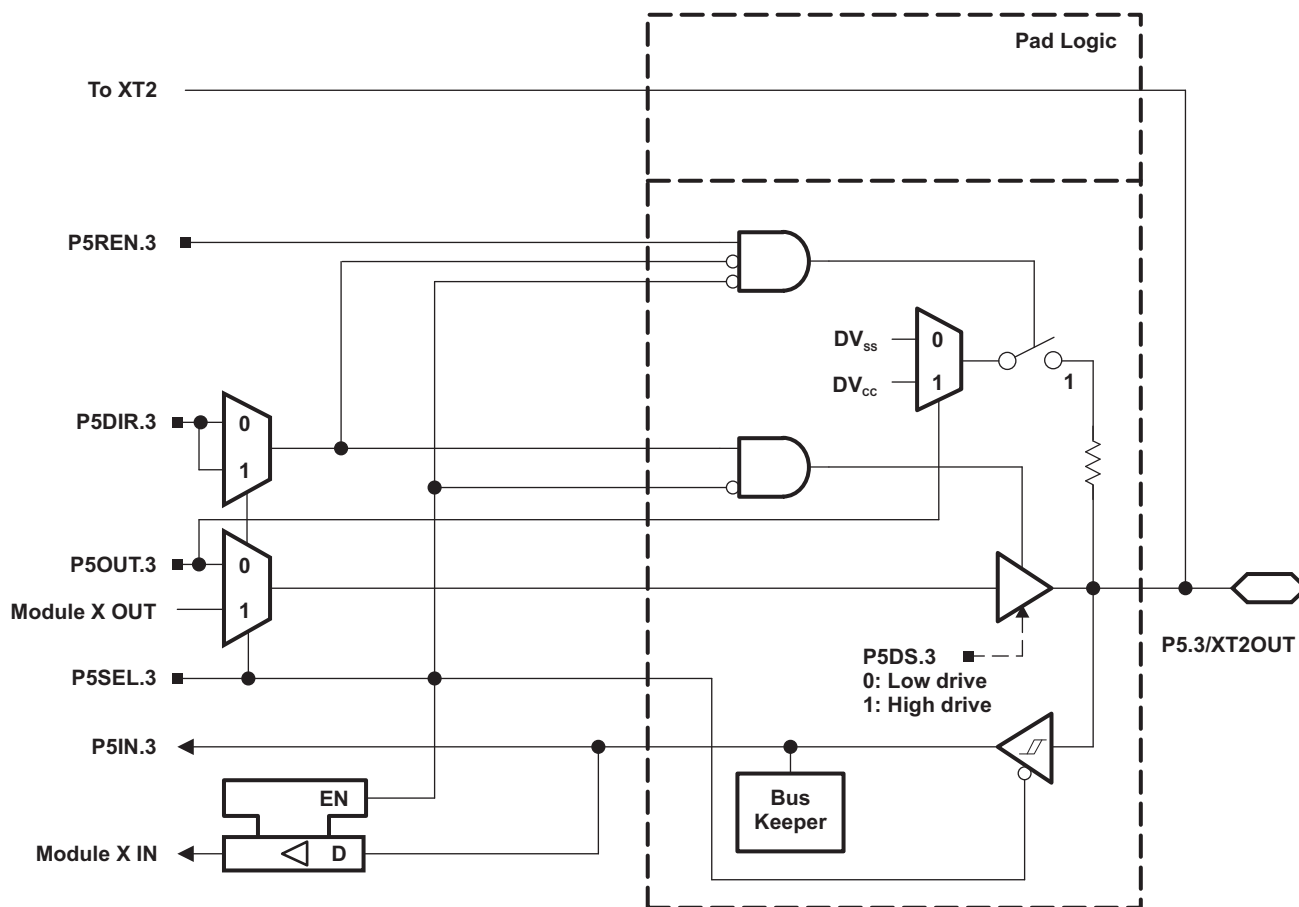 Pad Logic
To XT2
P5REN.3
DVSS
0
DVCC
1
1
P5DIR.3
0
1
P5OUT.3
0
Module X OUT
1
P5DS.3
0: Low drive
1: High drive
P5.3/XT2OUT
P5SEL.3
P5IN.3
EN
Bus
Keeper
Module X IN
D